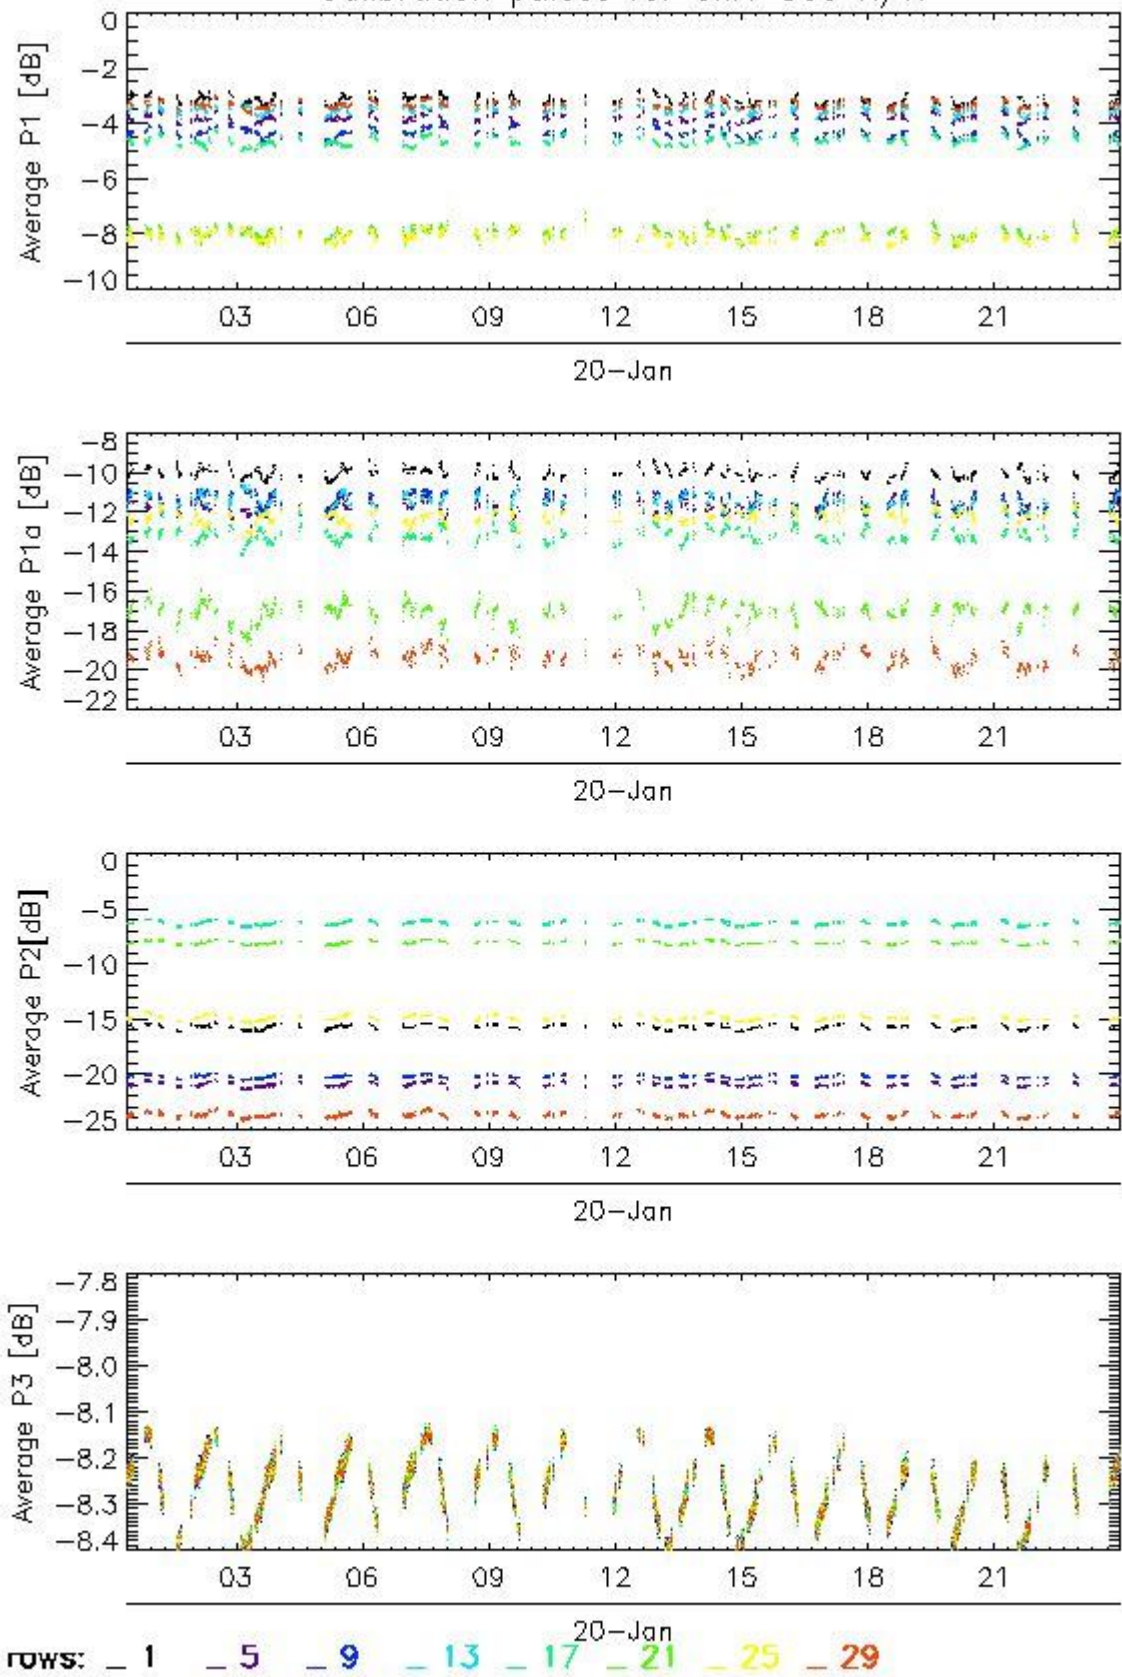 Average P1 [dB]
0
−2
−4
−6
−8
−10
03 06 09 12 15 18 21
20-Jan
Average P1a [dB]
−8
−10
−12
−14
−16
−18
−20
−22
03 06 09 12 15 18 21
20-Jan
Average P2[dB]
0
−5
−10
−15
−20
−25
03 06 09 12 15 18 21
20-Jan
Average P3 [dB]
−7.8
−7.9
−8.0
−8.1
−8.2
−8.3
−8.4
03 06 09 12 15 18 21
20-Jan
rows: _ 1 _ 5 _ 9 _ 13 _ 17 _ 21 _ 25 _ 29